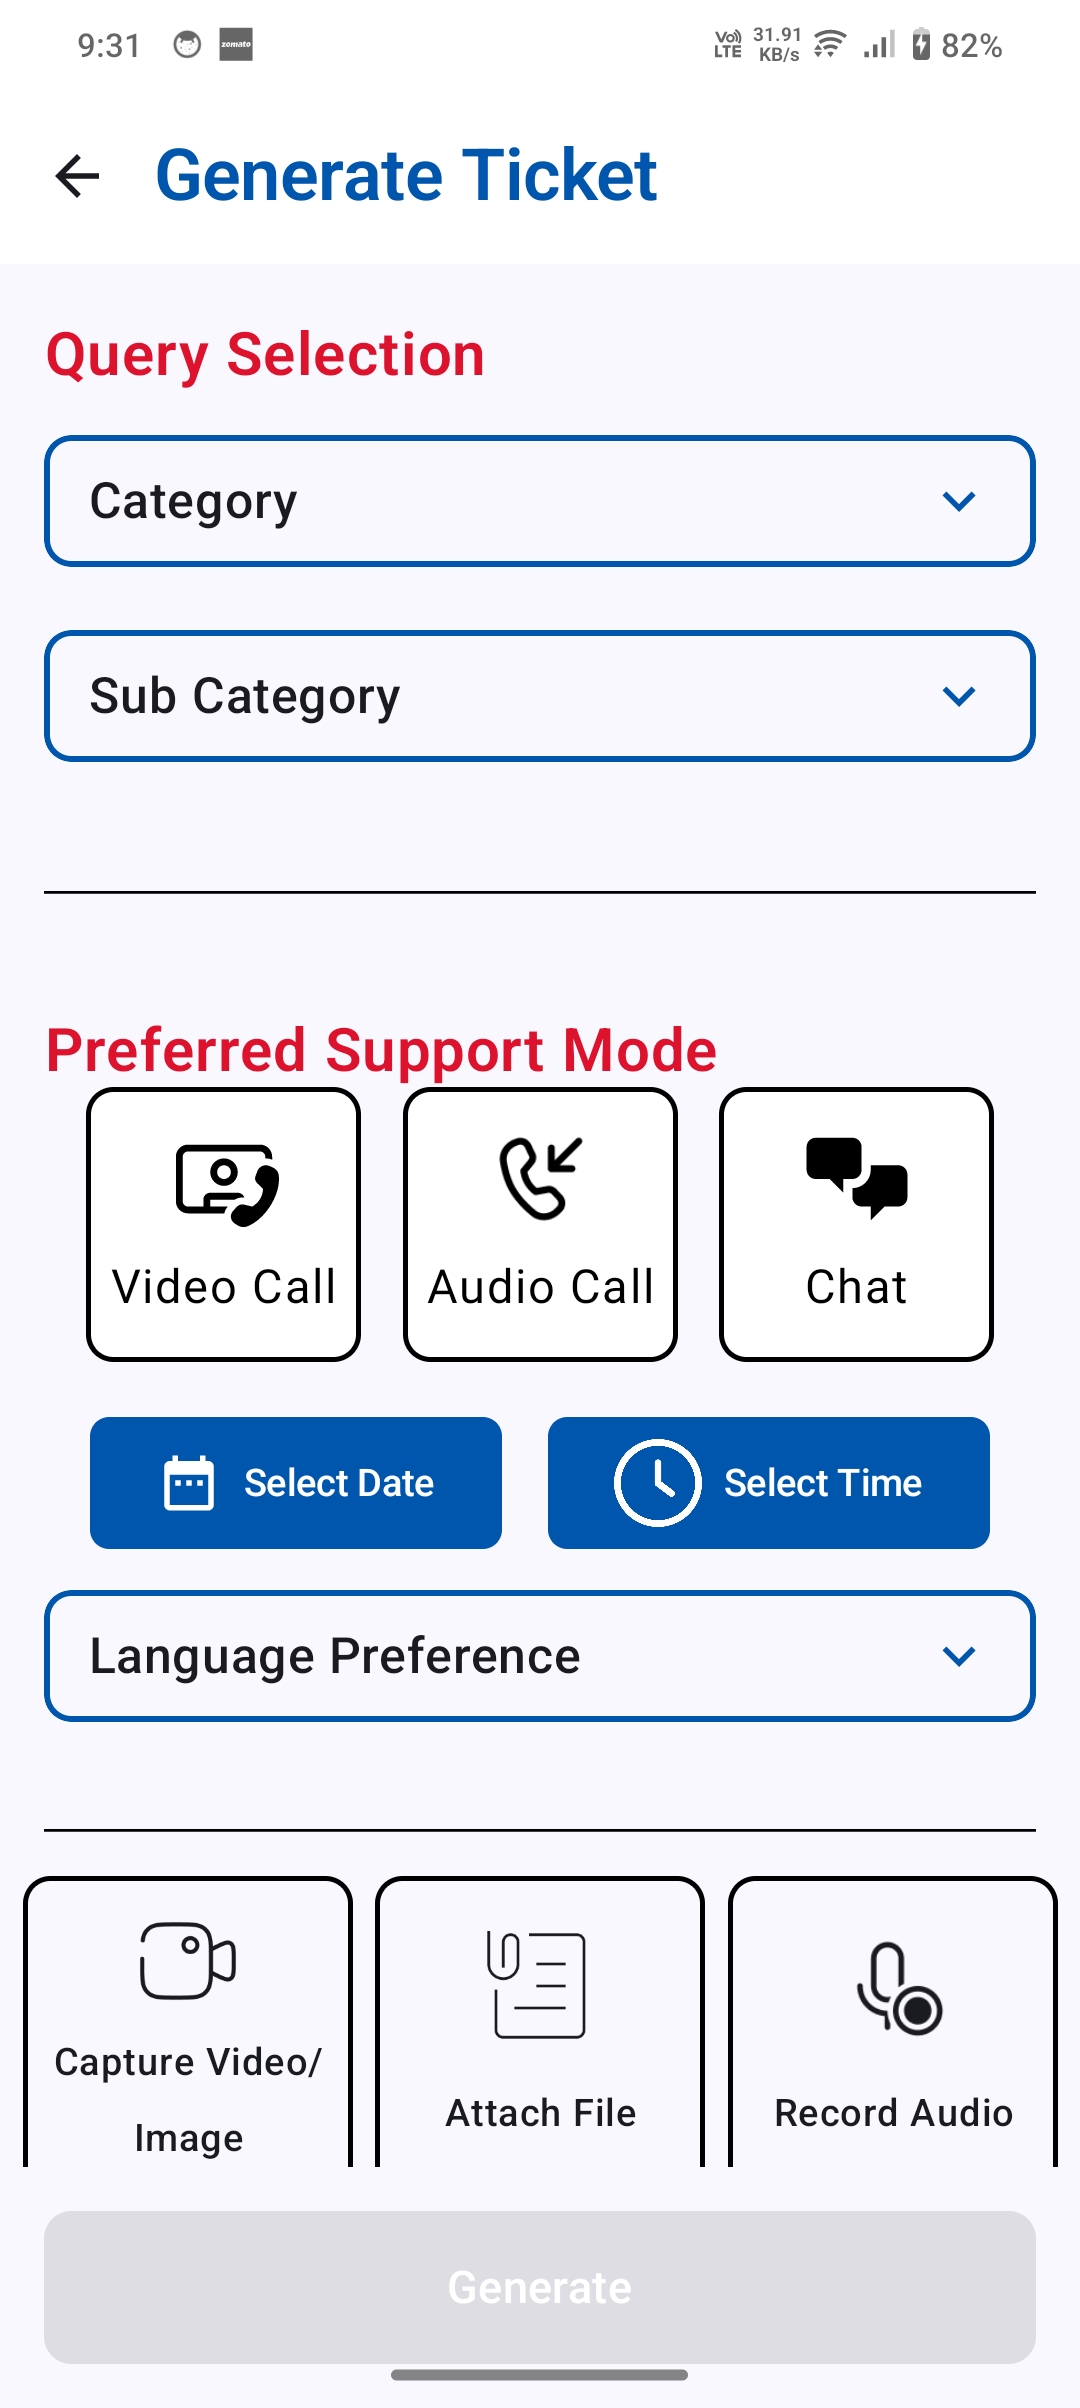 9:31
zomato
Vo)) LTE
31.91 KB/s
82%
Generate Ticket
Query Selection
Category
Sub Category
Preferred Support Mode
Video Call
Audio Call
Chat
Select Date
Select Time
Language Preference
Capture Video/
Image
Attach File
Record Audio
Generate